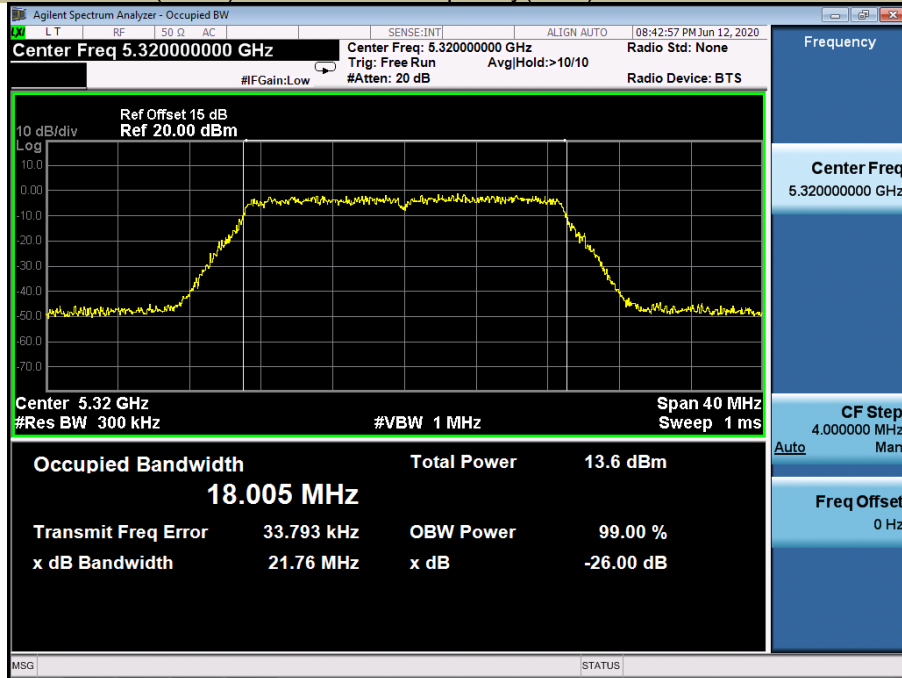 Agilent Spectrum Analyzer - Occupied BW
LXI L T RF 50 Ω AC SENSE:INT ALIGN AUTO 08:42:57 PM Jun 12, 2020
Center Freq 5.320000000 GHz
Center Freq: 5.320000000 GHz Radio Std: None
Trig: Free Run Avg|Hold:>10/10
#IFGain:Low #Atten: 20 dB Radio Device: BTS
Ref Offset 15 dB
10 dB/div Ref 20.00 dBm
Log
10.0
0.00
-10.0
-20.0
-30.0
-40.0
-50.0
-60.0
-70.0
Center 5.32 GHz Span 40 MHz
#Res BW 300 kHz #VBW 1 MHz Sweep 1 ms
Occupied Bandwidth Total Power 13.6 dBm
18.005 MHz
Transmit Freq Error 33.793 kHz OBW Power 99.00 %
x dB Bandwidth 21.76 MHz x dB -26.00 dB
MSG STATUS
Frequency
Center Freq
5.320000000 GHz
CF Step
4.000000 MHz
Auto Man
Freq Offset
0 Hz